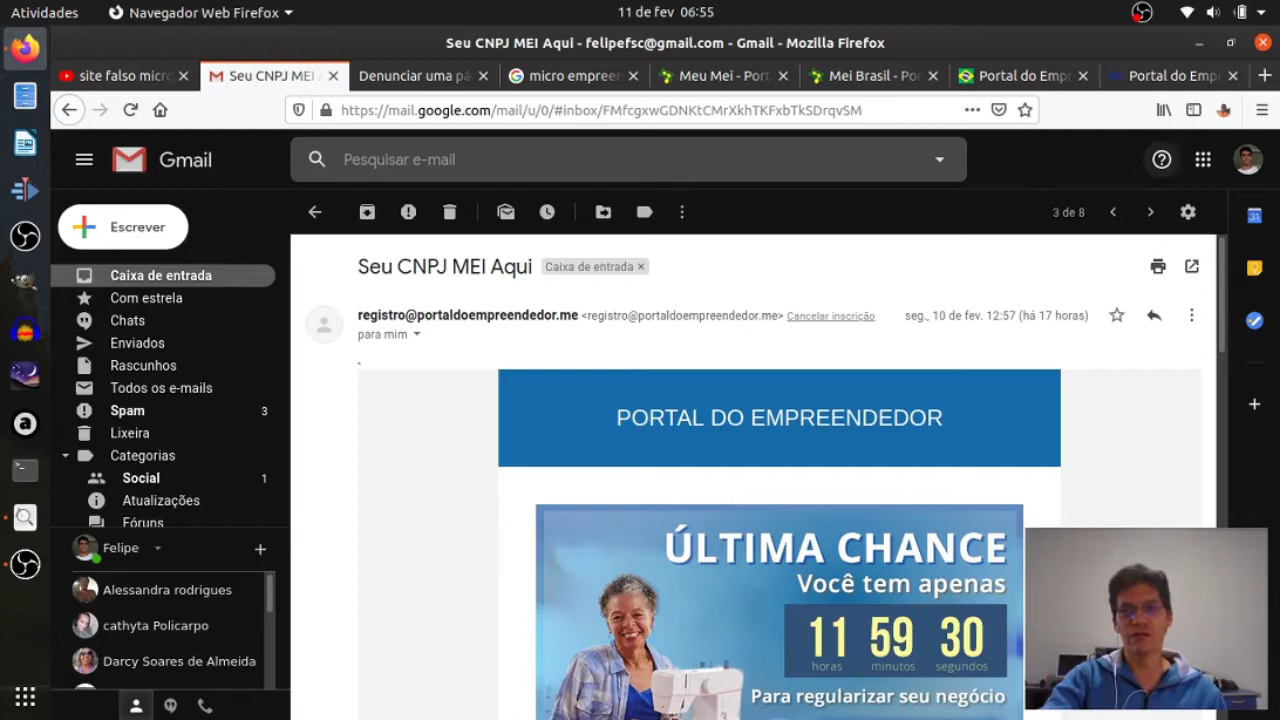 Atividades
Navegador Web Firefox
11 de fev 06:55
Seu CNPJ MEI Aqui - felipefsc@gmail.com - Gmail - Mozilla Firefox
site falso micro
Seu CNPJ MEI A
Denunciar uma pá
micro empreen
Meu Mei - Port
Mei Brasil - Por
Portal do Empr
Portal do Empr
https://mail.google.com/mail/u/0/#inbox/FMfcgxwGDNKtCMrXkhTKFxbTkSDrqvSM
Gmail
Pesquisar e-mail
Escrever
3 de 8
Caixa de entrada
Com estrela
Chats
Enviados
Rascunhos
Todos os e-mails
Spam 3
Lixeira
Categorias
Social 1
Atualizações
Fóruns
Felipe
Alessandra rodrigues
cathyta Policarpo
Darcy Soares de Almeida
Seu CNPJ MEI Aqui
Caixa de entrada x
registro@portaldoempreendedor.me <registro@portaldoempreendedor.me> Cancelar inscrição
seg., 10 de fev. 12:57 (há 17 horas)
para mim
PORTAL DO EMPREENDEDOR
ÚLTIMA CHANCE
Você tem apenas
11 59 30
horas minutos segundos
Para regularizar seu negócio
31
a